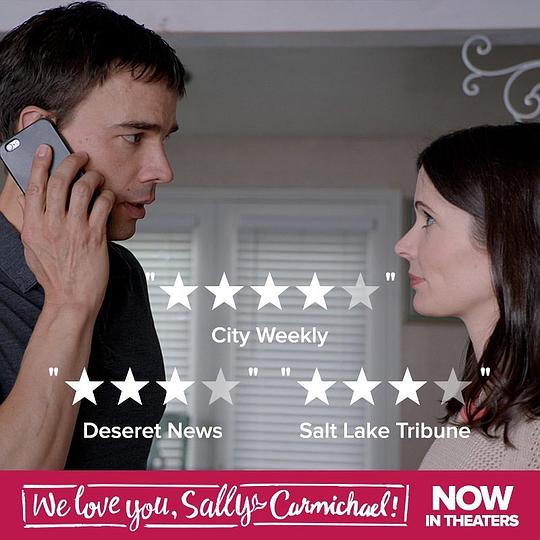 "★★★★★"
City Weekly
"★★★★" "★★★★"
Deseret News Salt Lake Tribune
We love you, Sally Carmichael!
NOW
IN THEATERS